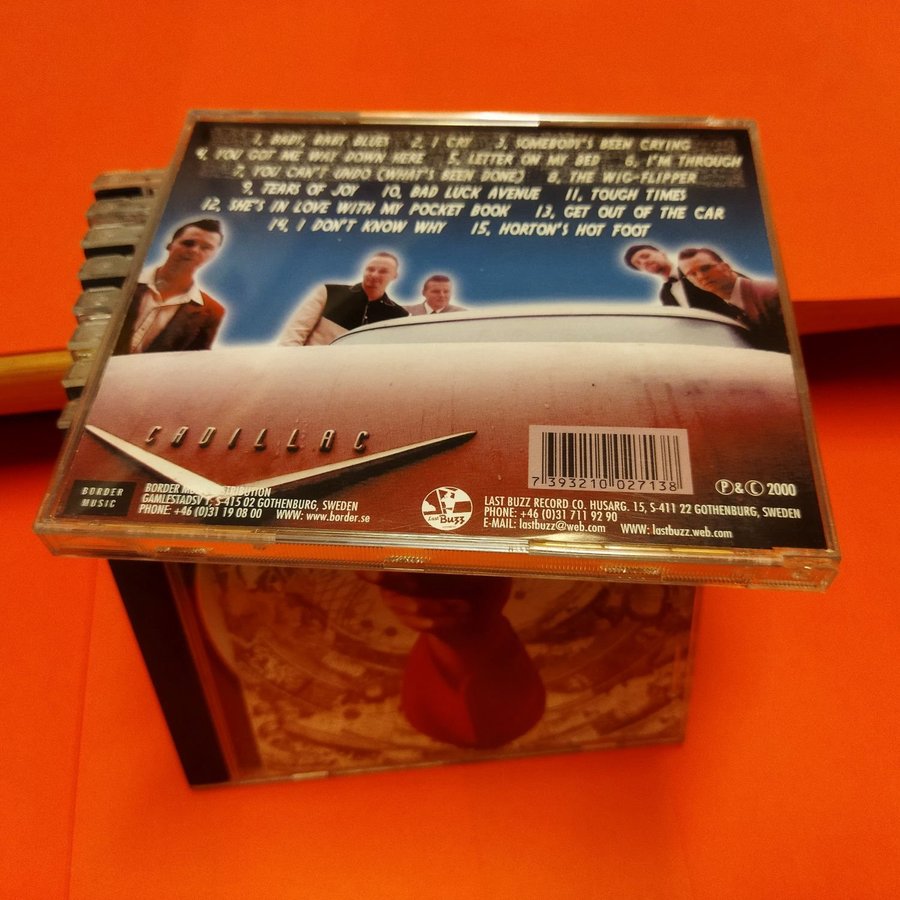 1. BABY, BABY BLUES 2. I CRY 3. SOMEBODY'S BEEN CRYING
4. YOU GOT ME WAY DOWN HERE 5. LETTER ON MY BED 6. I'M THROUGH
7. YOU CAN'T UNDO (WHAT'S BEEN DONE) 8. THE WIG-FLIPPER
9. TEARS OF JOY 10. BAD LUCK AVENUE 11. TOUGH TIMES
12. SHE'S IN LOVE WITH MY POCKET BOOK 13. GET OUT OF THE CAR
14. I DON'T KNOW WHY 15. HORTON'S HOT FOOT
CADILLAC
7 393210 027138
BORDER
MUSIC
BORDER MUSIC DISTRIBUTION
GAMLESTADSV 1, S-415 02 GOTHENBURG, SWEDEN
PHONE: +46 (0)31 19 08 00 WWW: www.border.se
Last Buzz
LAST BUZZ RECORD CO. HUSARG. 15, S-411 22 GOTHENBURG, SWEDEN
PHONE: +46 (0)31 711 92 90
E-MAIL: lastbuzz@web.com WWW: lastbuzz.web.com
Ⓟ & © 2000